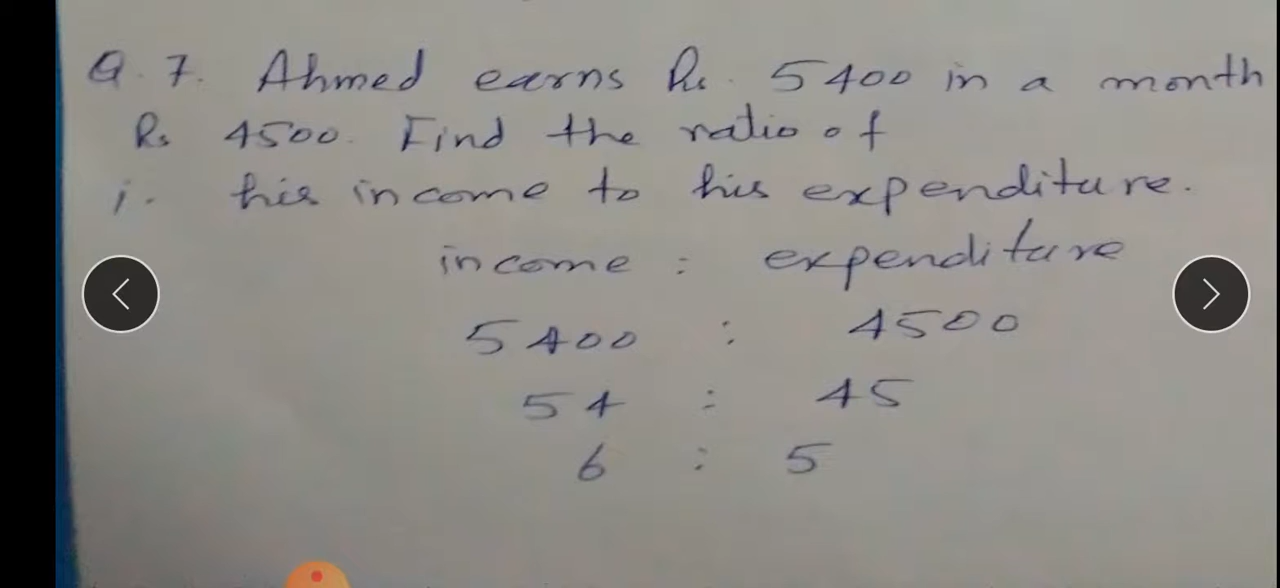 Q.7. Ahmed earns Rs. 5400 in a month
Rs 4500. Find the ratio of
i. his income to his expenditure.
income : expenditure
5400 : 4500
54 : 45
6 : 5